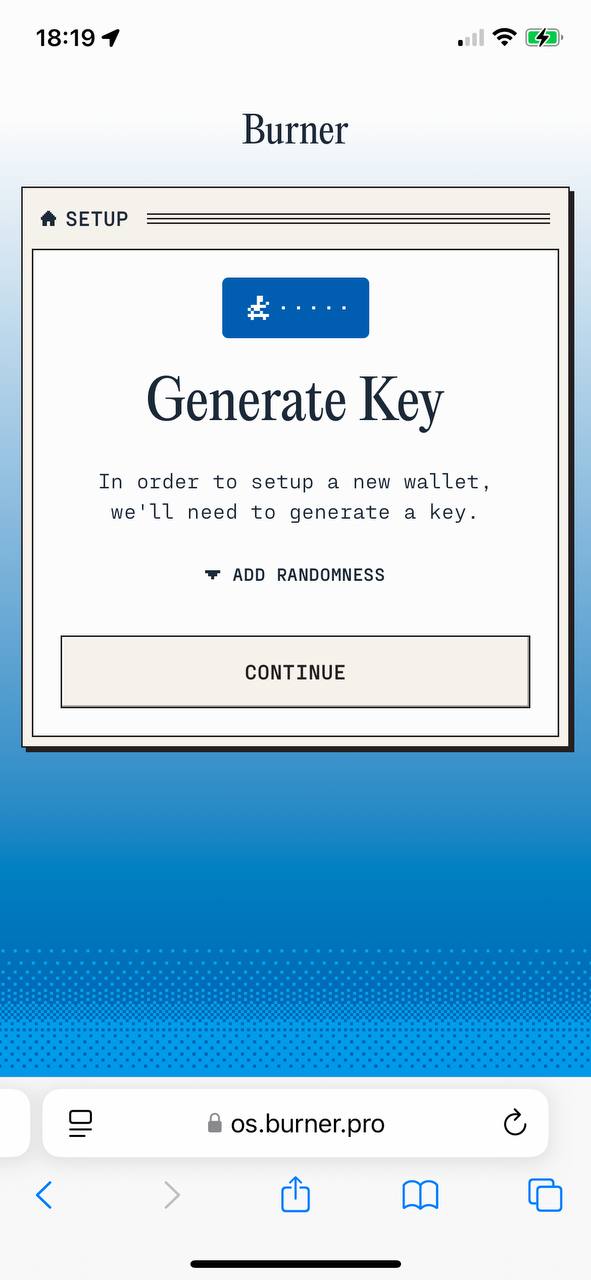 18:19
Burner
SETUP
Generate Key
In order to setup a new wallet,
we'll need to generate a key.
ADD RANDOMNESS
CONTINUE
os.burner.pro